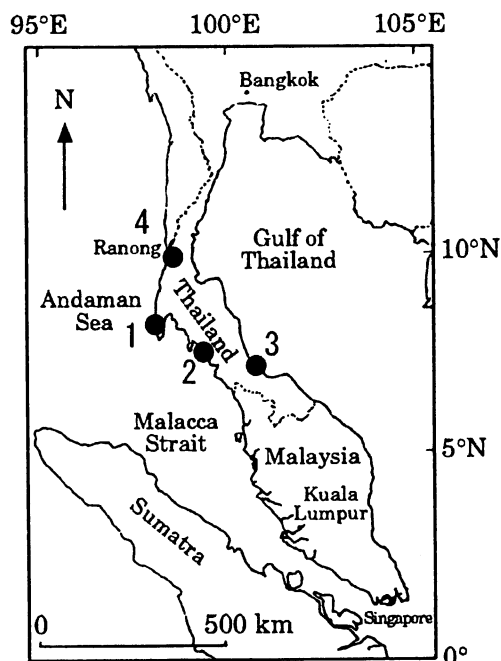 95°E 100°E 105°E
Bangkok
N
4
Ranong
Gulf of
Thailand
10°N
Andaman
Sea
Thailand
1
2
3
Malacca
Strait
5°N
Malaysia
Kuala
Lumpur
Sumatra
Singapore
0 500 km
0°